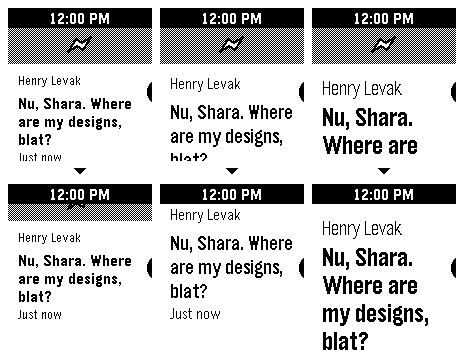 12:00 PM
Henry Levak
Nu, Shara. Where
are my designs,
blat?
Just now
12:00 PM
Henry Levak
Nu, Shara. Where
are my designs,
blat?
12:00 PM
Henry Levak
Nu, Shara.
Where are
12:00 PM
Henry Levak
Nu, Shara. Where
are my designs,
blat?
Just now
12:00 PM
Henry Levak
Nu, Shara. Where
are my designs,
blat?
Just now
12:00 PM
Henry Levak
Nu, Shara.
Where are
my designs,
blat?